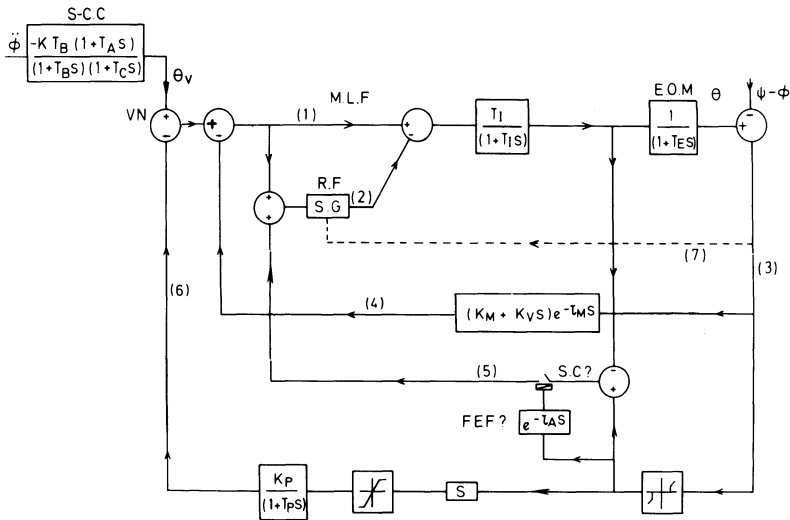 S-C.C
φ̈
-K T_B (1+T_A S)
(1+T_B S) (1+T_C S)
θ_V
VN
+
-
+
-
(1)
M.L.F
+
-
T_I
(1+T_I S)
E.O.M
1
(1+T_E S)
θ
ψ-φ
+
-
+
+
R.F
S.G
(2)
(7)
(3)
(6)
(4)
(K_M + K_V S) e^-τ_M S
(5)
S.C?
-
+
FEF?
e^-τ_A S
K_P
(1+T_P S)
S